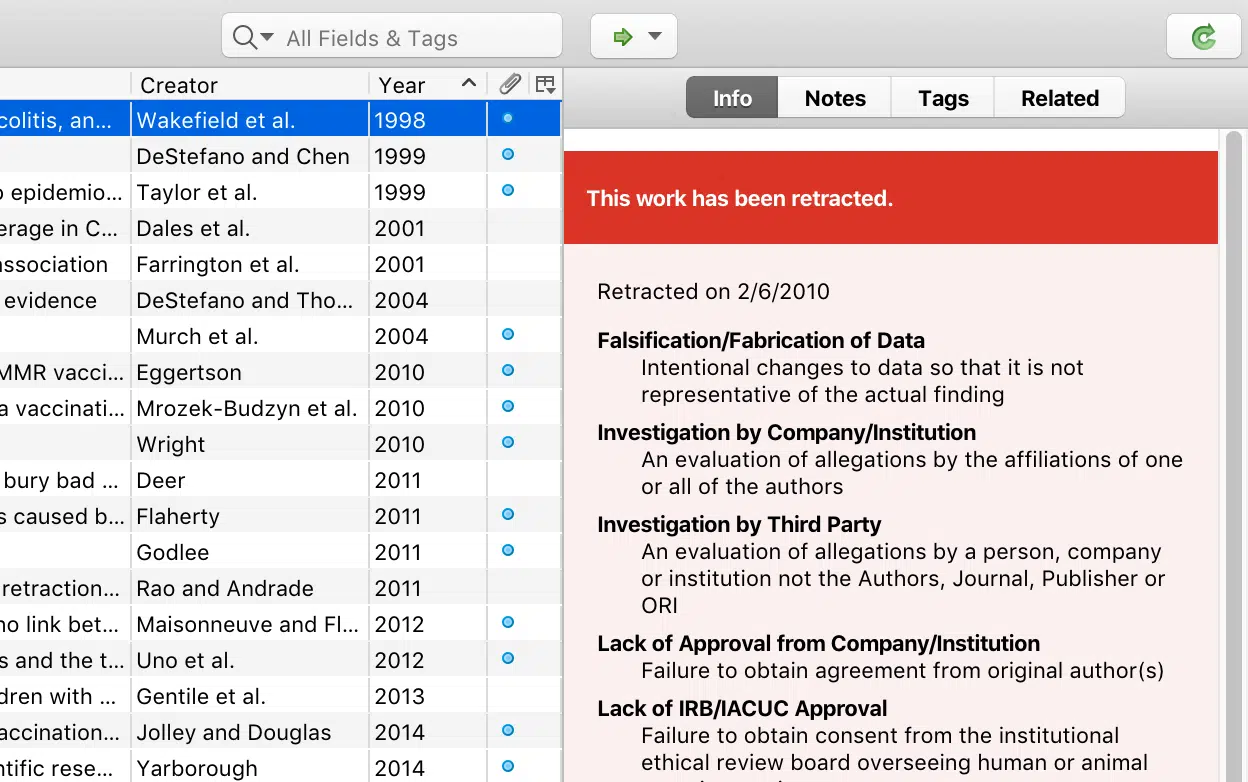 All Fields & Tags
Creator Year
colitis, an... Wakefield et al. 1998
DeStefano and Chen 1999
epidemio... Taylor et al. 1999
erage in C... Dales et al. 2001
association Farrington et al. 2001
evidence DeStefano and Tho... 2004
Murch et al. 2004
MMR vacci... Eggertson 2010
a vaccinati... Mrozek-Budzyn et al. 2010
Wright 2010
bury bad ... Deer 2011
s caused b... Flaherty 2011
Godlee 2011
retraction... Rao and Andrade 2011
no link bet... Maisonneuve and Fl... 2012
s and the t... Uno et al. 2012
dren with ... Gentile et al. 2013
accination... Jolley and Douglas 2014
ntific rese... Yarborough 2014
Info Notes Tags Related
This work has been retracted.
Retracted on 2/6/2010
Falsification/Fabrication of Data
Intentional changes to data so that it is not
representative of the actual finding
Investigation by Company/Institution
An evaluation of allegations by the affiliations of one
or all of the authors
Investigation by Third Party
An evaluation of allegations by a person, company
or institution not the Authors, Journal, Publisher or
ORI
Lack of Approval from Company/Institution
Failure to obtain agreement from original author(s)
Lack of IRB/IACUC Approval
Failure to obtain consent from the institutional
ethical review board overseeing human or animal